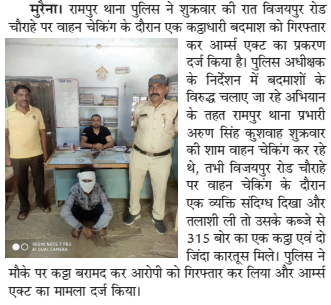 मुरैना। रामपुर थाना पुलिस ने शुक्रवार की रात विजयपुर रोड
चौराहे पर वाहन चेकिंग के दौरान एक कट्टाधारी बदमाश को गिरफ्तार
कर आर्म्स एक्ट का प्रकरण
दर्ज किया है। पुलिस अधीक्षक
के निर्देशन में बदमाशों के
विरुद्ध चलाए जा रहे अभियान
के तहत रामपुर थाना प्रभारी
अरुण सिंह कुशवाह शुक्रवार
की शाम वाहन चेकिंग कर रहे
थे, तभी विजयपुर रोड चौराहे
पर वाहन चेकिंग के दौरान
एक व्यक्ति संदिग्ध दिखा और
तलाशी ली तो उसके कब्जे से
315 बोर का एक कट्टा एवं दो
जिंदा कारतूस मिले। पुलिस ने
मौके पर कट्टा बरामद कर आरोपी को गिरफ्तार कर लिया और आर्म्स
एक्ट का मामला दर्ज किया।
REDMI NOTE 7 PRO
AI DUAL CAMERA